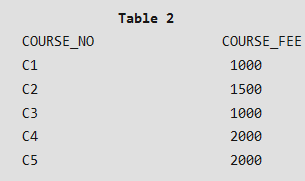 Table 2
COURSE_NO COURSE_FEE
C1 1000
C2 1500
C3 1000
C4 2000
C5 2000